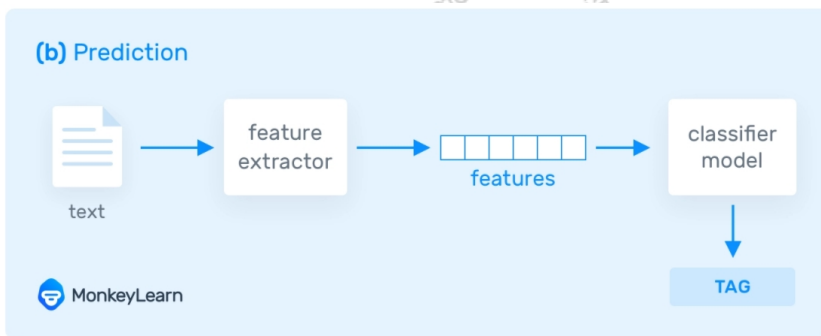 (b) Prediction
text
feature
extractor
features
classifier
model
TAG
MonkeyLearn